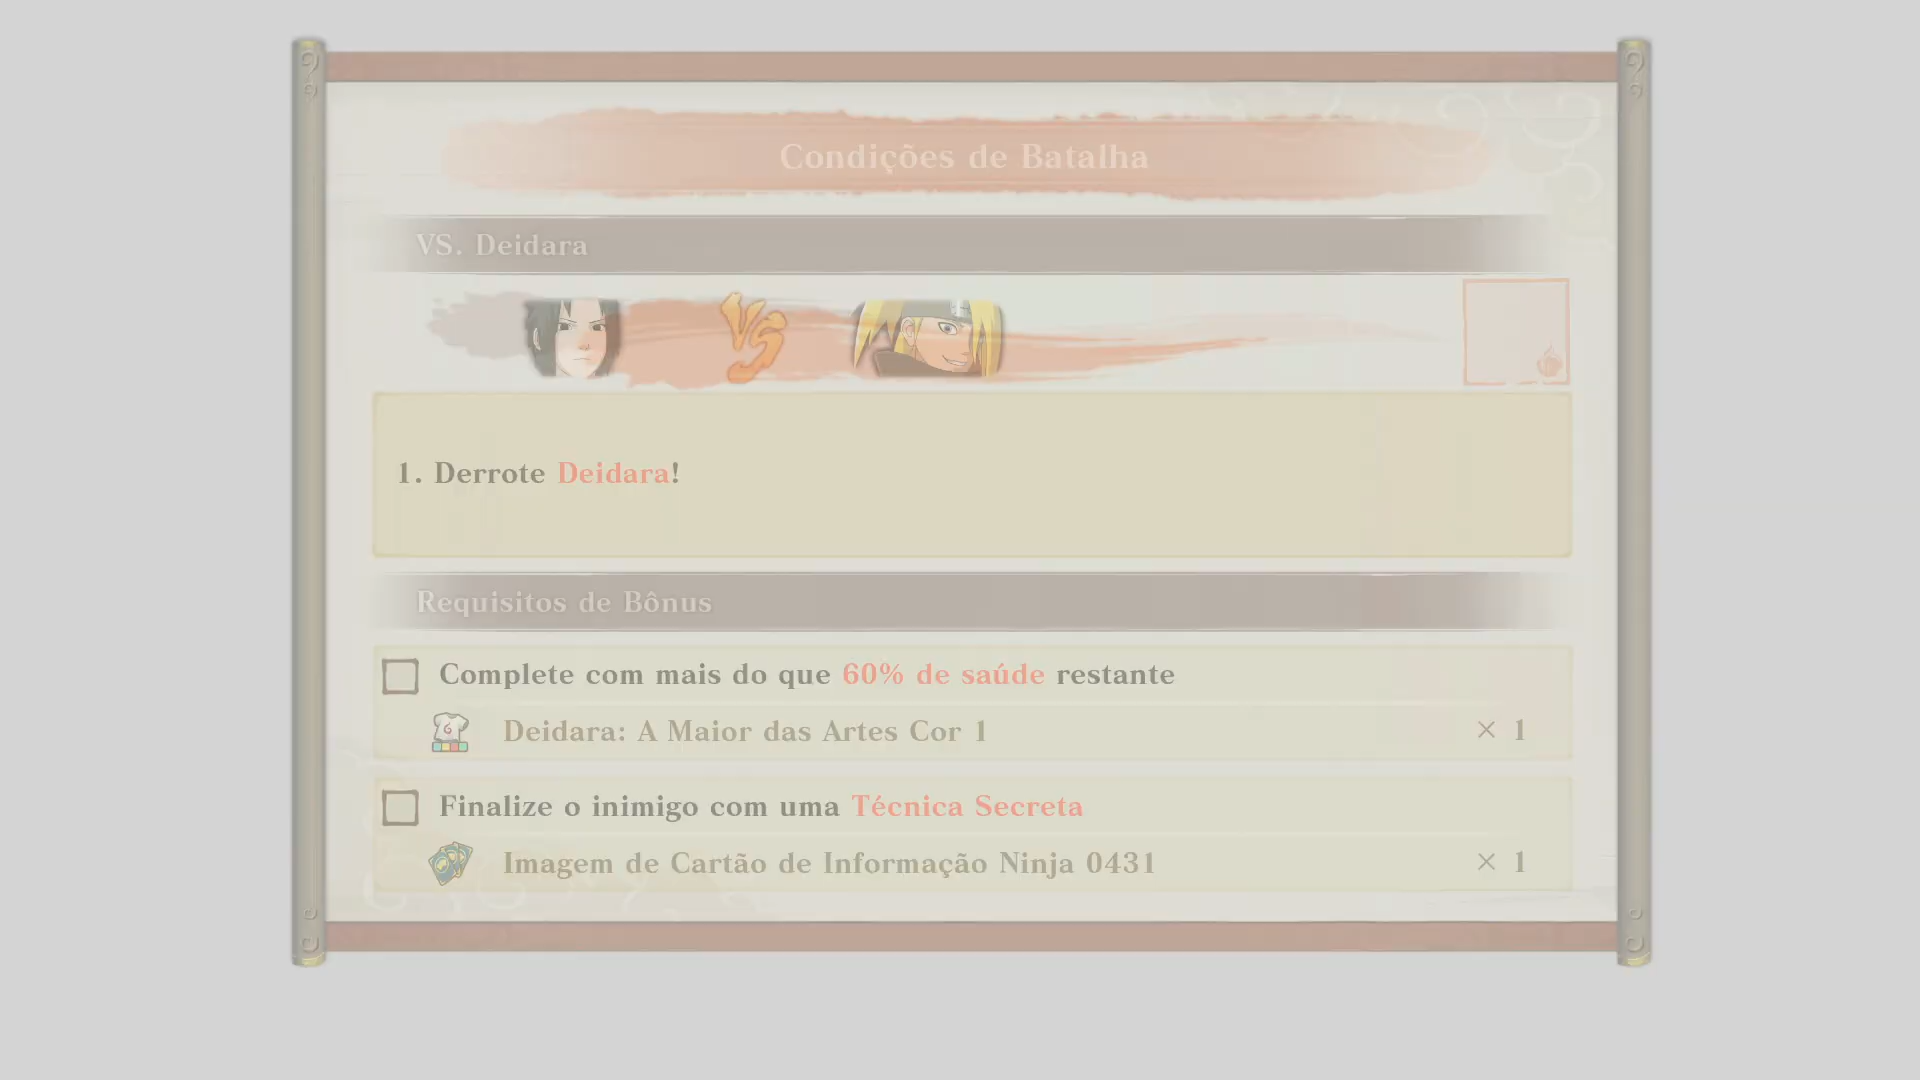 Condições de Batalha
VS. Deidara
VS
1. Derrote Deidara!
Requisitos de Bônus
Complete com mais do que 60% de saúde restante
Deidara: A Maior das Artes Cor 1 × 1
Finalize o inimigo com uma Técnica Secreta
Imagem de Cartão de Informação Ninja 0431 × 1